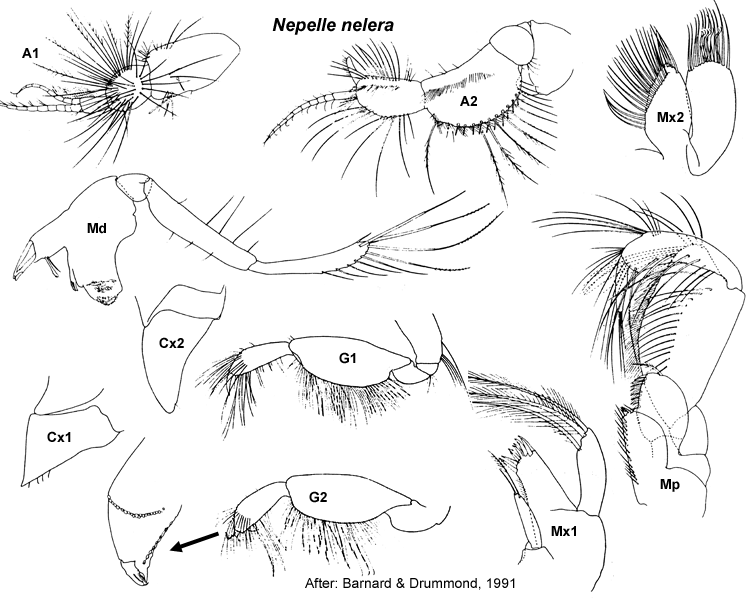 Nepelle nelera
A1
A2
Mx2
Md
Cx2
G1
Cx1
G2
Mx1
Mp
After: Barnard & Drummond, 1991